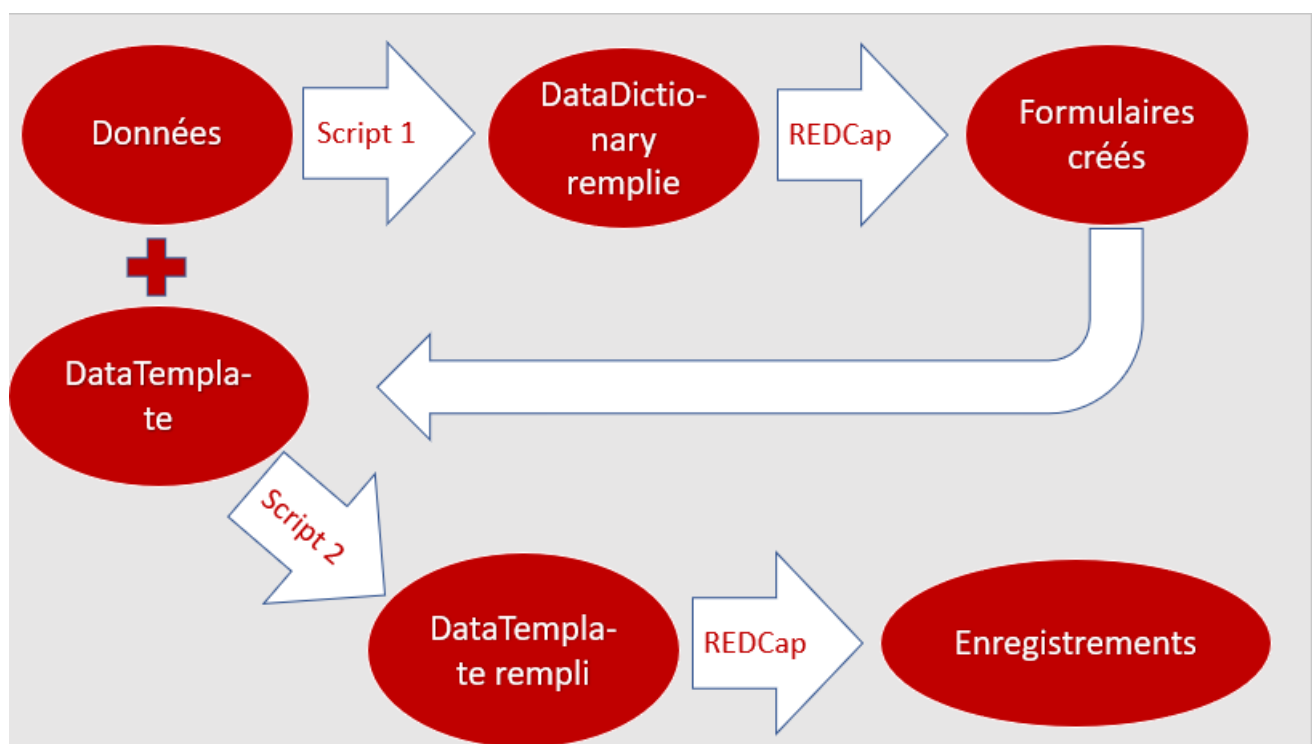 Données
Script 1
DataDictio-
nary
remplie
REDCap
Formulaires
créés
DataTempla-
te
Script 2
DataTempla-
te rempli
REDCap
Enregistrements